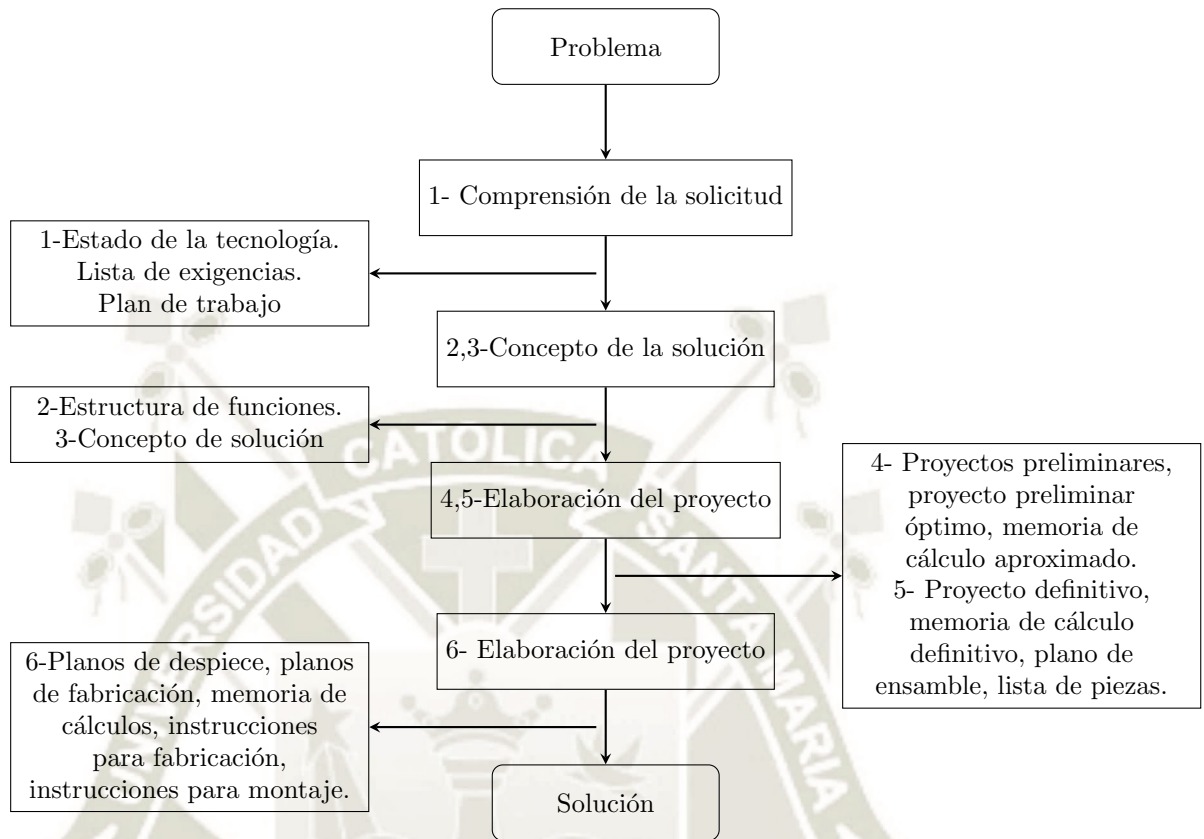 Problema
1- Comprensión de la solicitud
1-Estado de la tecnología.
Lista de exigencias.
Plan de trabajo
2,3-Concepto de la solución
2-Estructura de funciones.
3-Concepto de solución
4,5-Elaboración del proyecto
4- Proyectos preliminares,
proyecto preliminar
óptimo, memoria de
cálculo aproximado.
5- Proyecto definitivo,
memoria de cálculo
definitivo, plano de
ensamble, lista de piezas.
6- Elaboración del proyecto
6-Planos de despiece, planos
de fabricación, memoria de
cálculos, instrucciones
para fabricación,
instrucciones para montaje.
Solución
UNIVERSIDAD CATOLICA SANTA MARIA